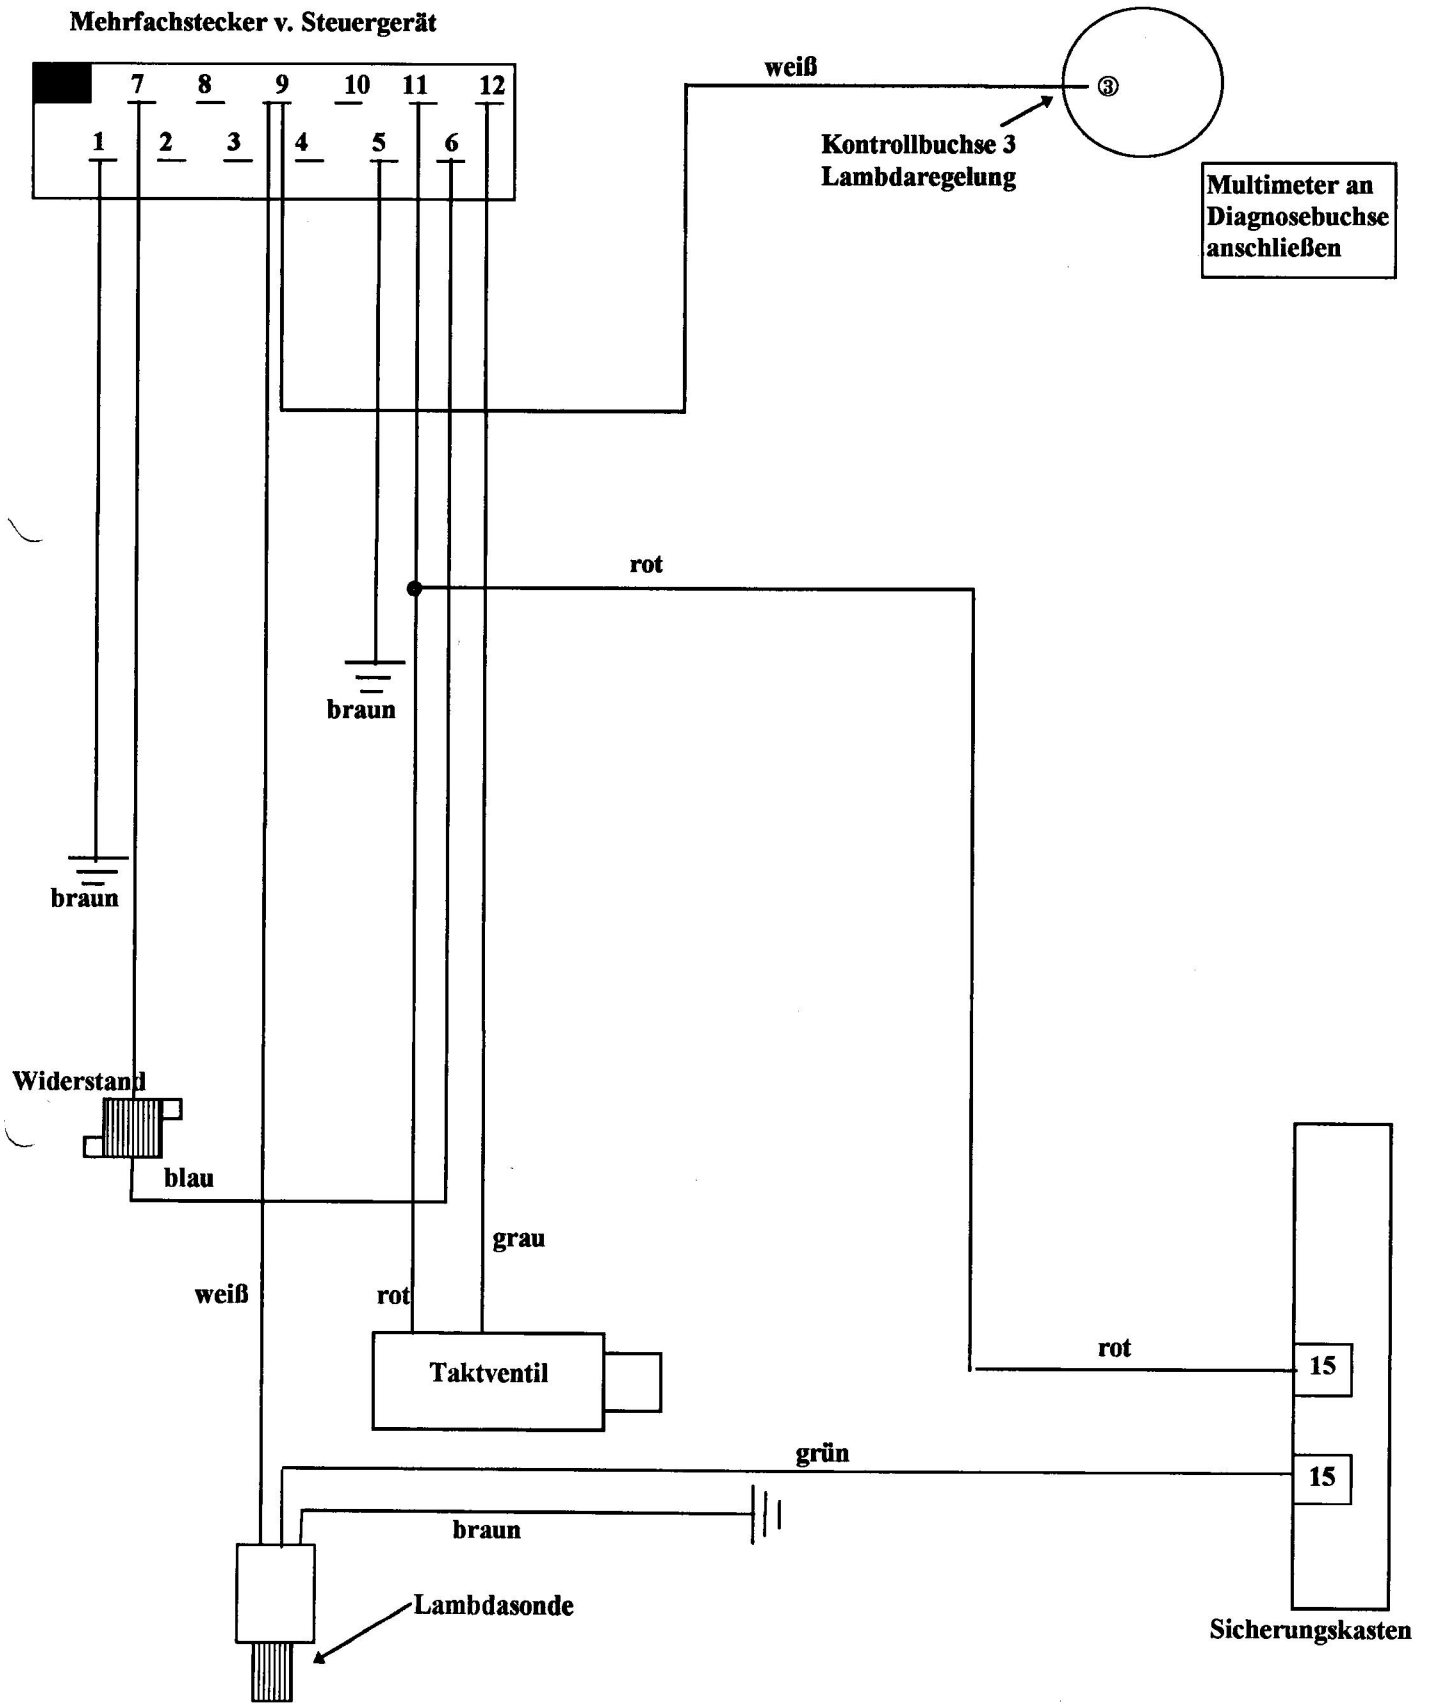 Mehrfachstecker v. Steuergerät
7 8 9 10 11 12
1 2 3 4 5 6
weiß
③
Kontrollbuchse 3
Lambdaregelung
Multimeter an
Diagnosebuchse
anschließen
rot
braun
braun
Widerstand
blau
grau
weiß
rot
Taktventil
rot
15
grün
15
braun
Lambdasonde
Sicherungskasten